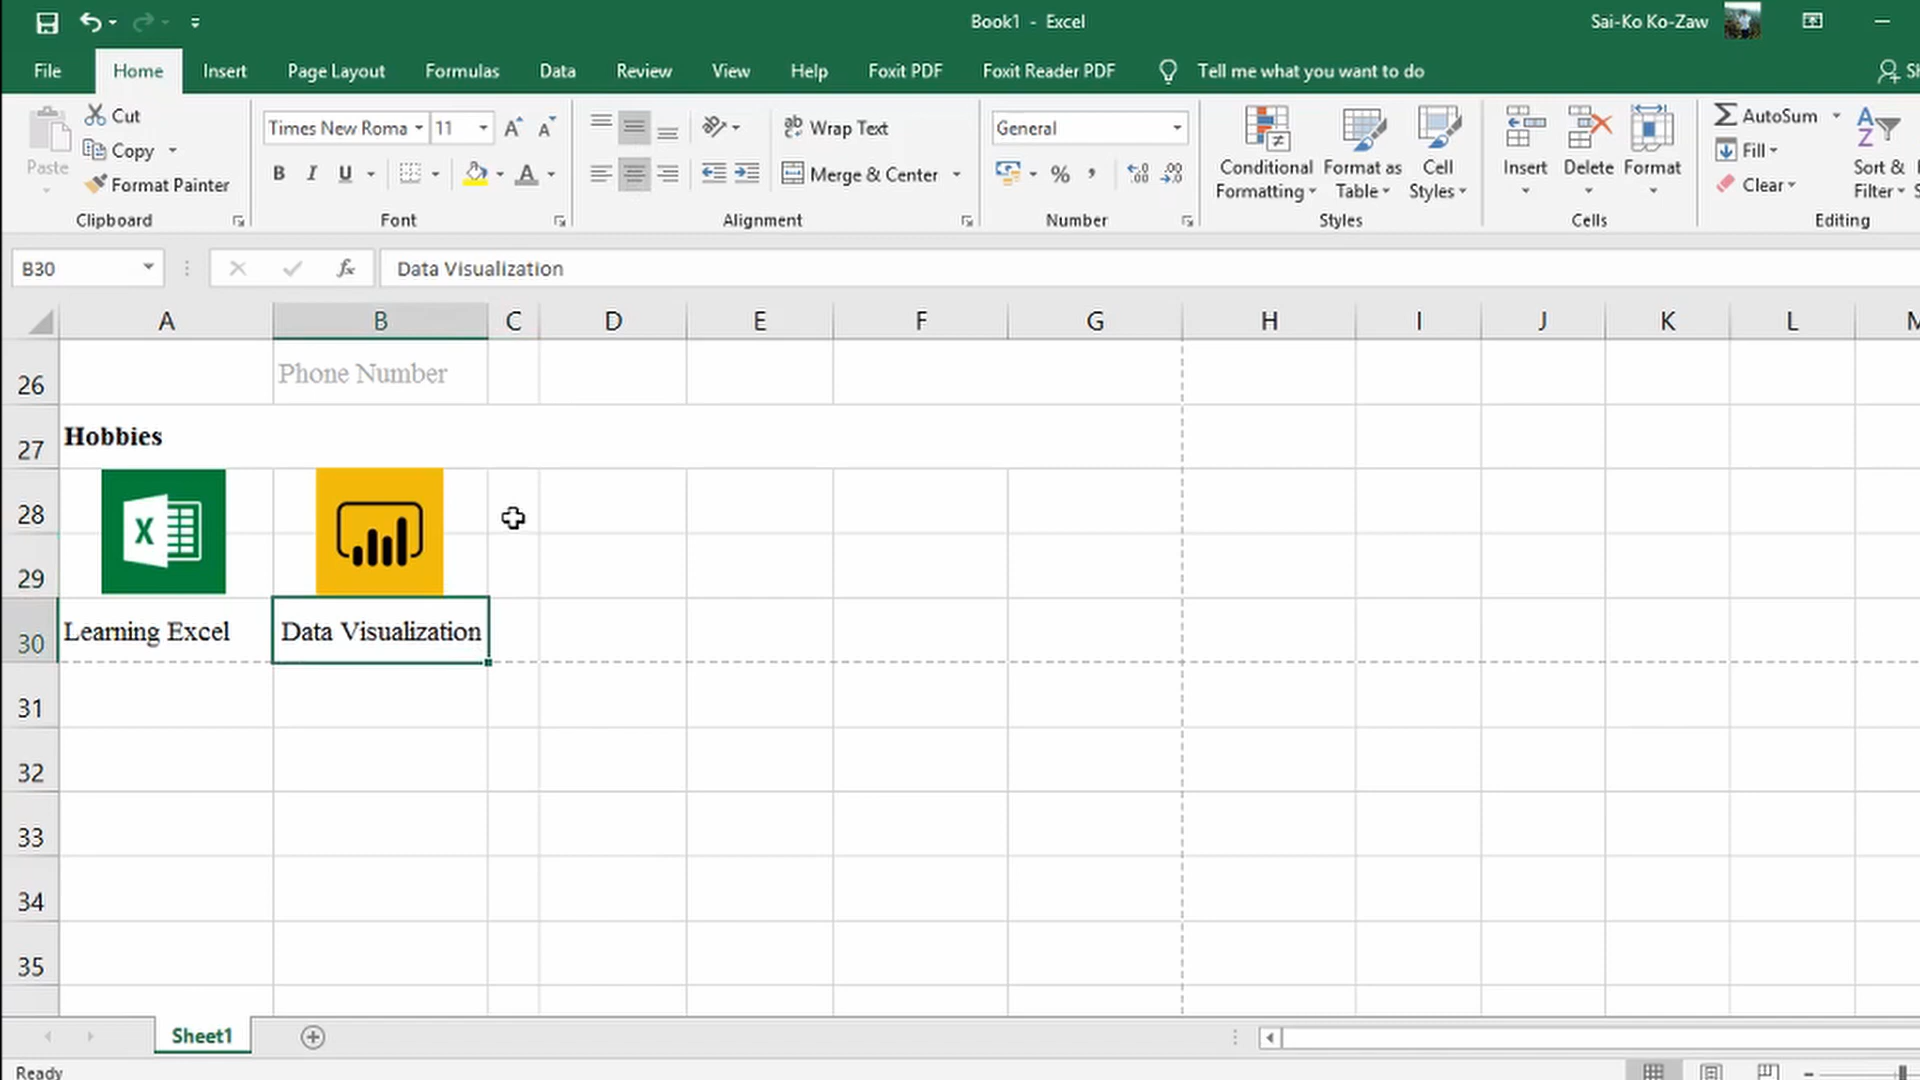 Book1 - Excel
Sai-Ko Ko-Zaw
File Home Insert Page Layout Formulas Data Review View Help Foxit PDF Foxit Reader PDF Tell me what you want to do
Paste
Cut
Copy
Format Painter
Clipboard
Times New Roma 11
B I U A
Font
Wrap Text
Merge & Center
Alignment
General
% ,
Number
Conditional Formatting
Format as Table
Cell Styles
Styles
Insert
Delete
Format
Cells
AutoSum
Fill
Clear
Sort &
Filter
Editing
B30 fx Data Visualization
A B C D E F G H I J K L
26 Phone Number
27 Hobbies
28
29
30 Learning Excel Data Visualization
31
32
33
34
35
Sheet1
Ready